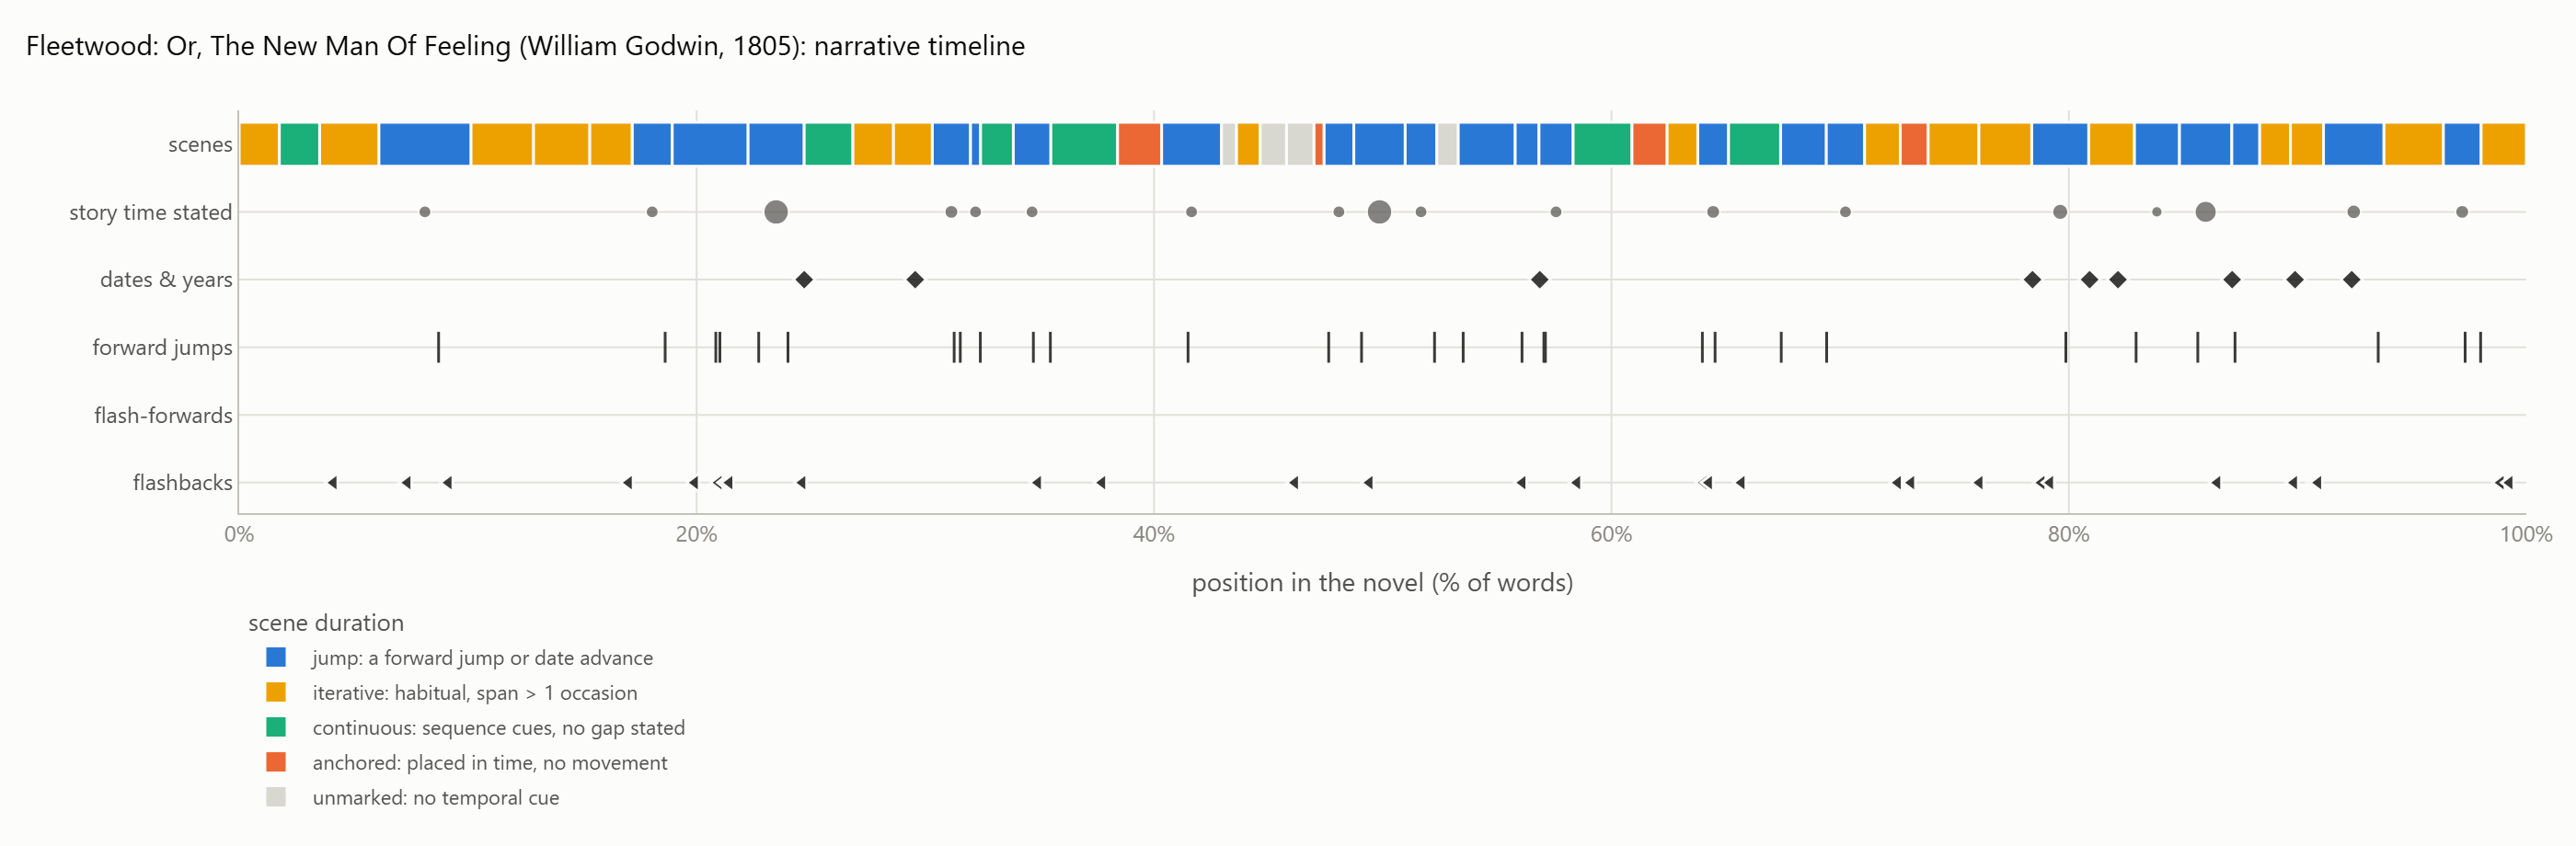 Fleetwood: Or, The New Man Of Feeling (William Godwin, 1805): narrative timeline
scenes
story time stated
dates & years
forward jumps
flash-forwards
flashbacks
0% 20% 40% 60% 80% 100%
position in the novel (% of words)
scene duration
jump: a forward jump or date advance
iterative: habitual, span > 1 occasion
continuous: sequence cues, no gap stated
anchored: placed in time, no movement
unmarked: no temporal cue